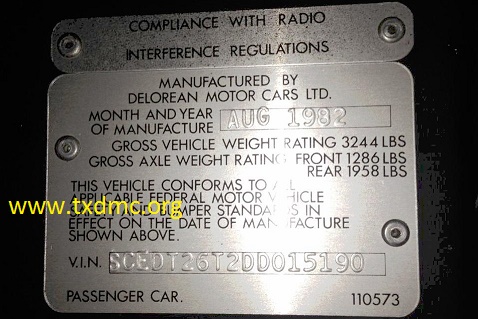 COMPLIANCE WITH RADIO
INTERFERENCE REGULATIONS
MANUFACTURED BY
DELOREAN MOTOR CARS LTD.
MONTH AND YEAR
OF MANUFACTURE AUG 1982
GROSS VEHICLE WEIGHT RATING 3244 LBS
GROSS AXLE WEIGHT RATING FRONT 1286 LBS
REAR 1958 LBS
THIS VEHICLE CONFORMS TO ALL
APPLICABLE FEDERAL MOTOR VEHICLE
www.txdmc.org
BUMPER STANDARDS IN
EFFECT ON THE DATE OF MANUFACTURE
SHOWN ABOVE.
V.I.N. SCEDT26T2DD015190
PASSENGER CAR. 110573